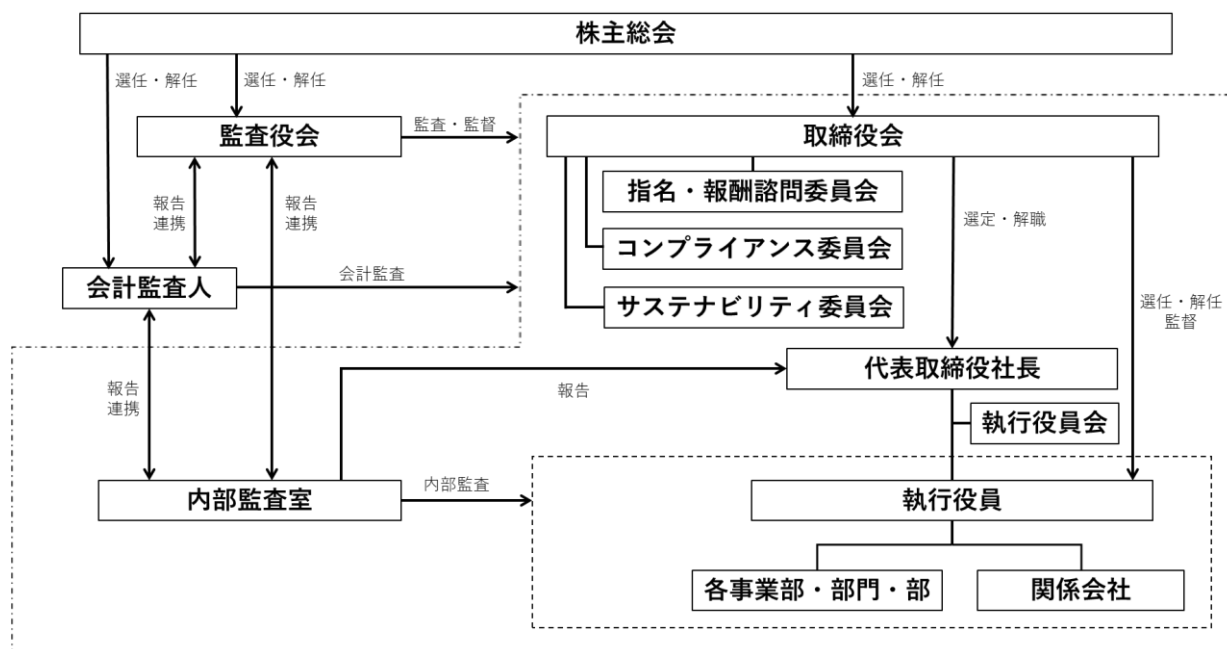 株主総会
選任・解任
選任・解任
選任・解任
監査役会
監査・監督
取締役会
指名・報酬諮問委員会
報告
連携
報告
連携
選定・解職
コンプライアンス委員会
会計監査人
会計監査
サステナビリティ委員会
選任・解任
監督
代表取締役社長
報告
報告
連携
執行役員会
内部監査室
内部監査
執行役員
各事業部・部門・部
関係会社